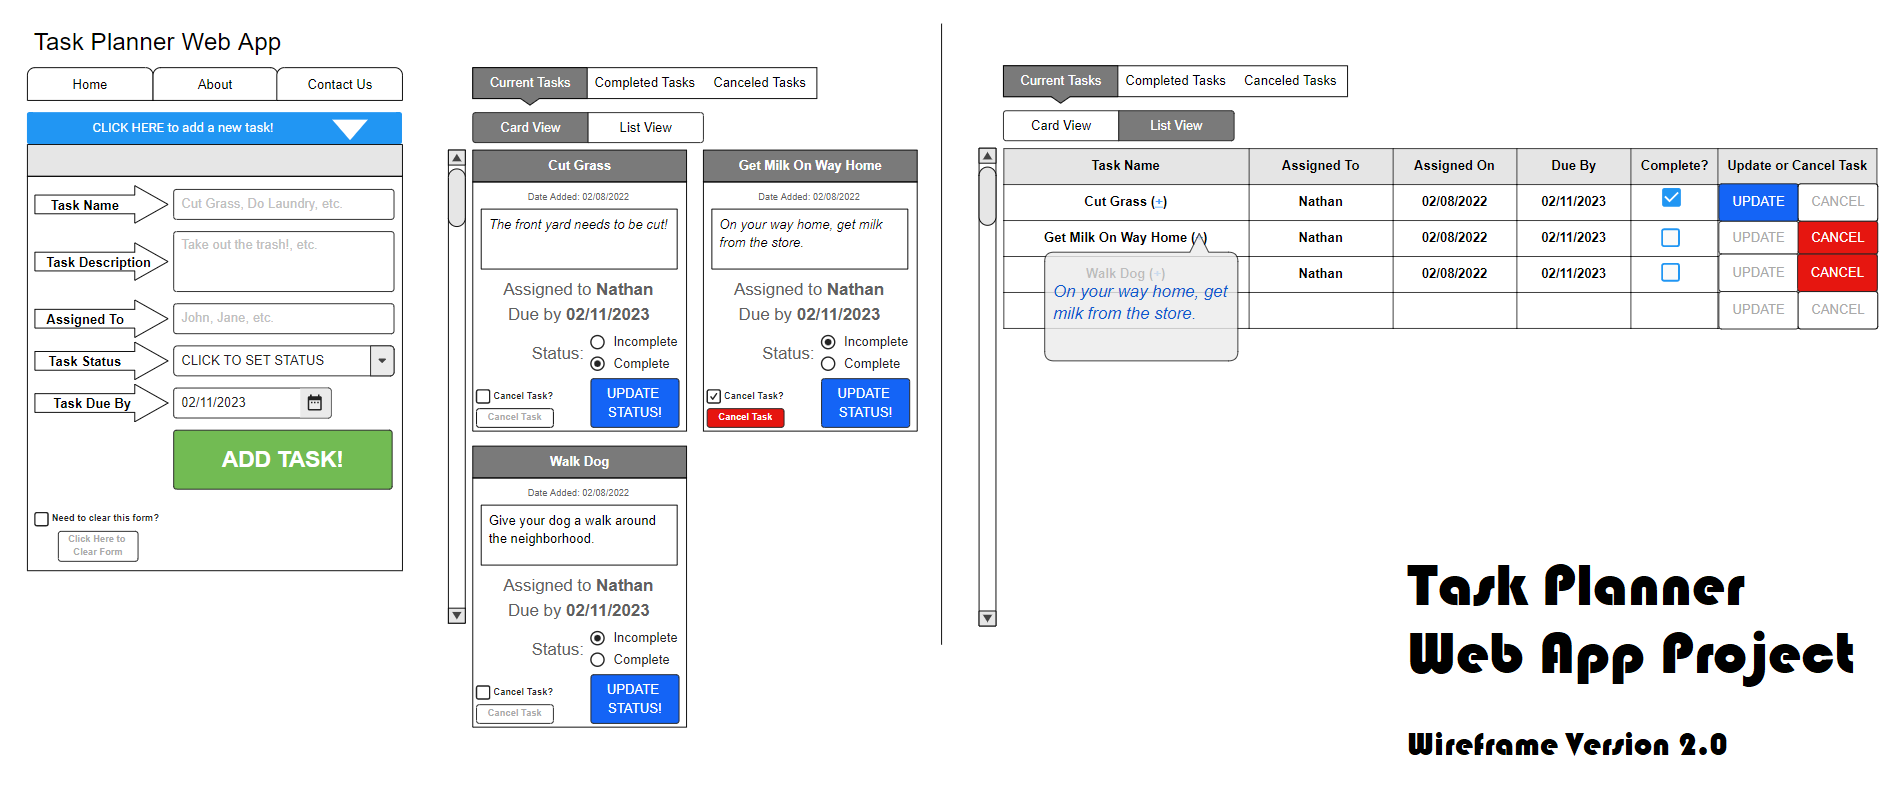 Task Planner Web App
Home About Contact Us
CLICK HERE to add a new task!
Task Name Cut Grass, Do Laundry, etc.
Task Description Take out the trash!, etc.
Assigned To John, Jane, etc.
Task Status CLICK TO SET STATUS
Task Due By 02/11/2023
ADD TASK!
Need to clear this form?
Click Here to
Clear Form
Current Tasks Completed Tasks Canceled Tasks
Card View List View
Cut Grass
Date Added: 02/08/2022
The front yard needs to be cut!
Assigned to Nathan
Due by 02/11/2023
Status:
Incomplete
Complete
Cancel Task?
Cancel Task
UPDATE
STATUS!
Get Milk On Way Home
Date Added: 02/08/2022
On your way home, get milk
from the store.
Assigned to Nathan
Due by 02/11/2023
Status:
Incomplete
Complete
Cancel Task?
Cancel Task
UPDATE
STATUS!
Walk Dog
Date Added: 02/08/2022
Give your dog a walk around
the neighborhood.
Assigned to Nathan
Due by 02/11/2023
Status:
Incomplete
Complete
Cancel Task?
Cancel Task
UPDATE
STATUS!
Current Tasks Completed Tasks Canceled Tasks
Card View List View
Task Name Assigned To Assigned On Due By Complete? Update or Cancel Task
Cut Grass (+) Nathan 02/08/2022 02/11/2023 UPDATE CANCEL
Get Milk On Way Home Nathan 02/08/2022 02/11/2023 UPDATE CANCEL
Walk Dog (+) Nathan 02/08/2022 02/11/2023 UPDATE CANCEL
On your way home, get
milk from the store.
UPDATE CANCEL
Task Planner
Web App Project
Wireframe Version 2.0